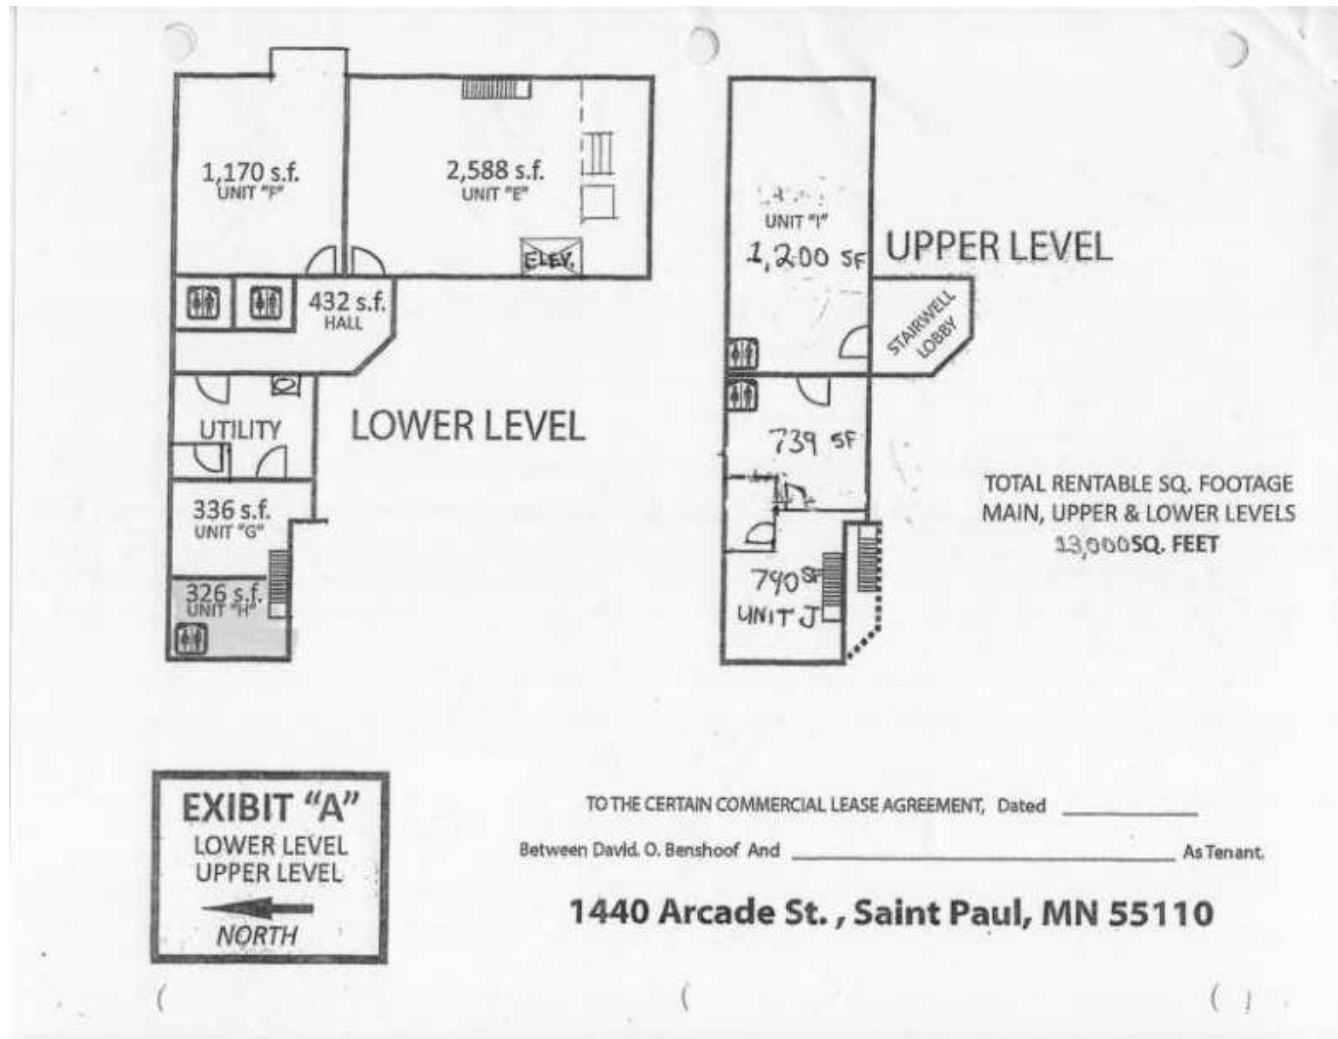 1,170 s.f.
UNIT "F"
2,588 s.f.
UNIT "E"
ELEV.
432 s.f.
HALL
UTILITY
LOWER LEVEL
336 s.f.
UNIT "G"
326 s.f.
UNIT "H"
UNIT "I"
1,200 SF
UPPER LEVEL
STAIRWELL
LOBBY
739 SF
790 SF
UNIT J
TOTAL RENTABLE SQ. FOOTAGE
MAIN, UPPER & LOWER LEVELS
SQ. FEET
EXIBIT "A"
LOWER LEVEL
UPPER LEVEL
NORTH
TO THE CERTAIN COMMERCIAL LEASE AGREEMENT, Dated
Between David. O. Benshoof And As Tenant.
1440 Arcade St. , Saint Paul, MN 55110